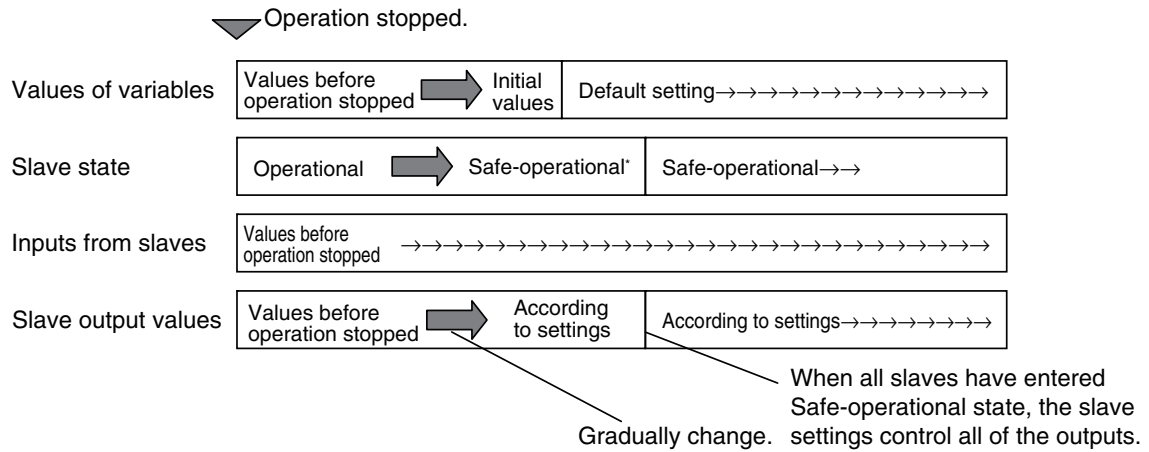 Operation stopped.
Values of variables
Values before
operation stopped
Initial
values
Default setting→→→→→→→→→→→→→
Slave state
Operational
Safe-operational*
Safe-operational→→
Inputs from slaves
Values before
operation stopped
→→→→→→→→→→→→→→→→→→→→→→→→→→→→
Slave output values
Values before
operation stopped
According
to settings
According to settings→→→→→→→→
When all slaves have entered
Safe-operational state, the slave
settings control all of the outputs.
Gradually change.